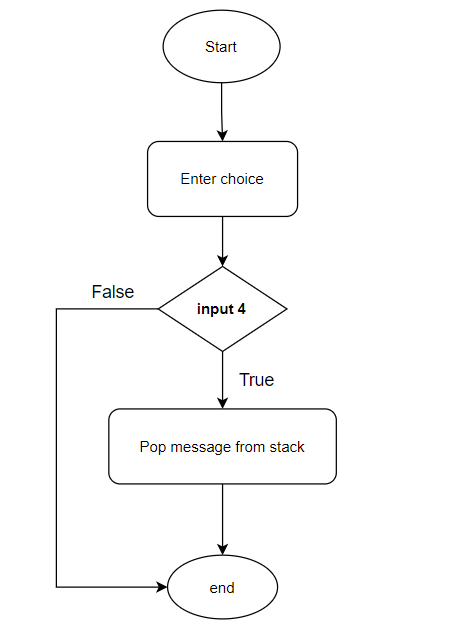 Start
Enter choice
False
input 4
True
Pop message from stack
end